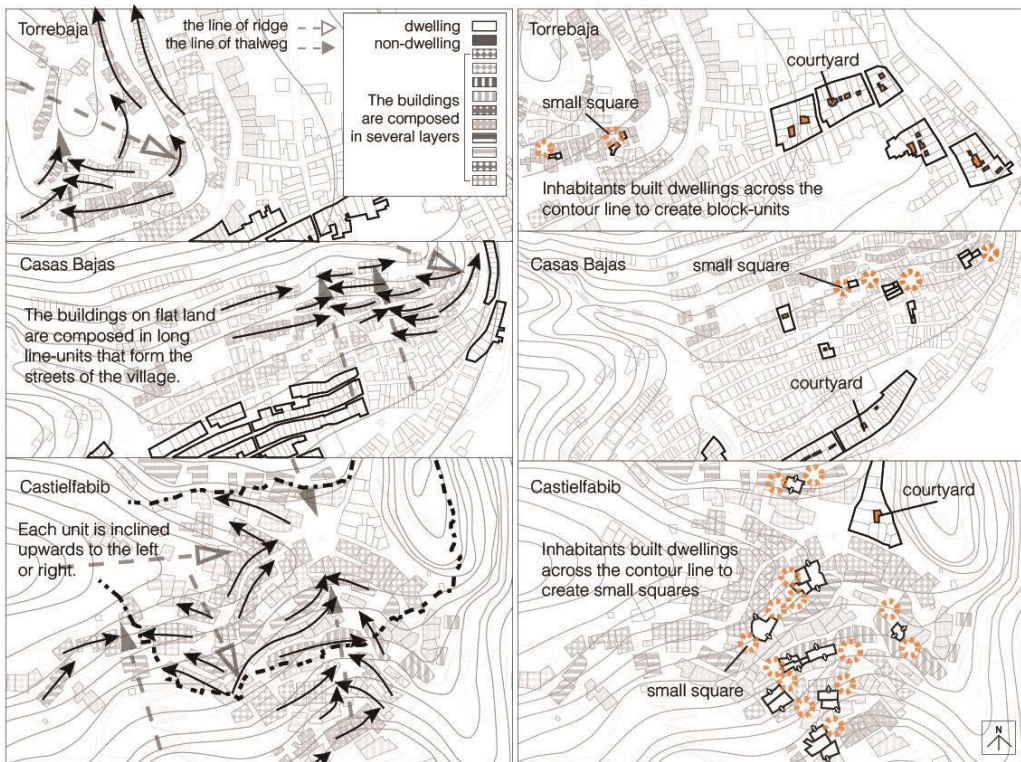 Torrebaja
the line of ridge
the line of thalweg
dwelling
non-dwelling
The buildings
are composed
in several layers
Casas Bajas
The buildings on flat land
are composed in long
line-units that form the
streets of the village.
Castielfabib
Each unit is inclined
upwards to the left
or right.
Torrebaja
courtyard
small square
Inhabitants built dwellings across the
contour line to create block-units
Casas Bajas
small square
courtyard
Castielfabib
courtyard
Inhabitants built dwellings
across the contour line to
create small squares
small square
N